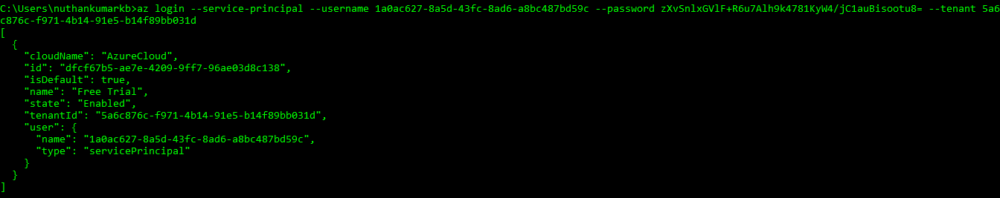 C:\Users\nuthankumarkb>az login --service-principal --username 1a0ac627-8a5d-43fc-8ad6-a8bc487bd59c --password zXvSnlxGVlF+R6u7Alh9k4781KyW4/jC1auBisootu8= --tenant 5a6
c876c-f971-4b14-91e5-b14f89bb031d
[
  {
    "cloudName": "AzureCloud",
    "id": "dfcf67b5-ae7e-4209-9ff7-96ae03d8c138",
    "isDefault": true,
    "name": "Free Trial",
    "state": "Enabled",
    "tenantId": "5a6c876c-f971-4b14-91e5-b14f89bb031d",
    "user": {
      "name": "1a0ac627-8a5d-43fc-8ad6-a8bc487bd59c",
      "type": "servicePrincipal"
    }
  }
]